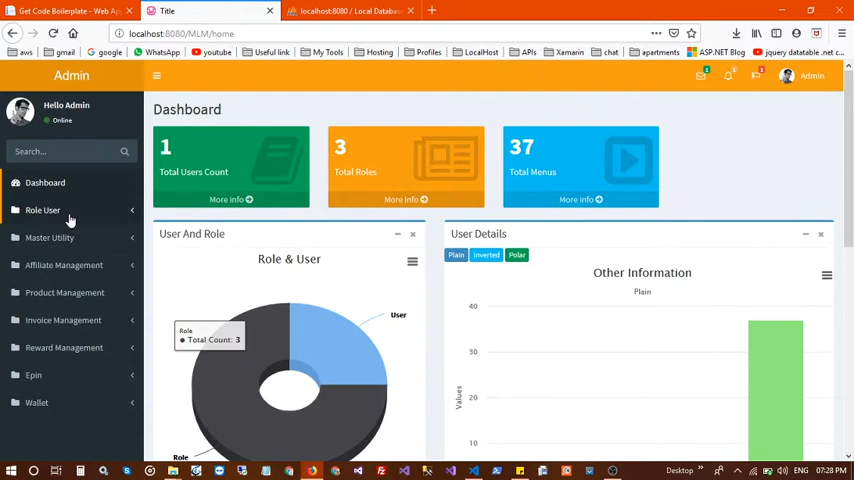 Get Code Boilerplate - Web Ap
Title
localhost:8080 / Local Databas
localhost:8080/MLM/home
aws
gmail
google
WhatsApp
youtube
Useful link
My Tools
Hosting
Profiles
LocalHost
APIs
Xamarin
chat
apartments
ASP.NET Blog
jquery datatable .net c...
Admin
1
1
Admin
Hello Admin
Online
Search...
Dashboard
Role User
Master Utility
Affiliate Management
Product Management
Invoice Management
Reward Management
Epin
Wallet
Dashboard
1
Total Users Count
More info
3
Total Roles
More info
37
Total Menus
More info
User And Role
Role & User
User
Role
Total Count: 3
Role
User Details
Plain
Inverted
Polar
Other Information
Plain
40
30
20
10
Values
Desktop
ENG
07:28 PM